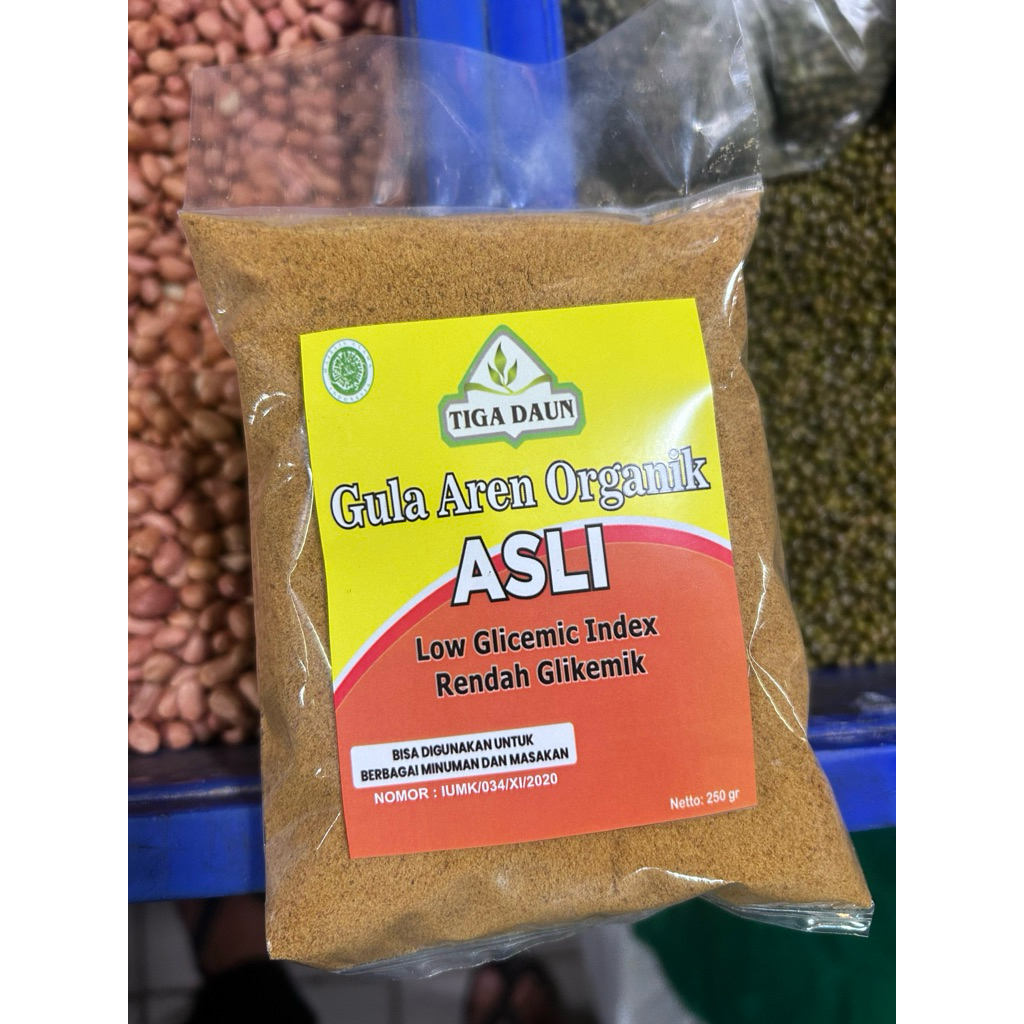 TIGA DAUN
Gula Aren Organik
ASLI
Low Glicemic Index
Rendah Glikemik
BISA DIGUNAKAN UNTUK
BERBAGAI MINUMAN DAN MASAKAN
NOMOR : IUMK/034/XI/2020
Netto: 250 gr